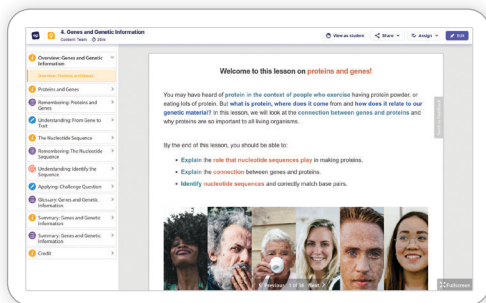 4. Genes and Genetic Information
Content Team 26m
View as student
Share
Assign
Edit
Overview: Genes and Genetic
Information
Overview: Proteins and Genes
Proteins and Genes
Remembering: Proteins and
Genes
Understanding: From Gene to
Trait
The Nucleotide Sequence
Remembering: The Nucleotide
Sequence
Understanding: Identify the
Sequence
Applying: Challenge Question
Glossary: Genes and Genetic
Information
Summary: Genes and Genetic
Information
Summary: Genes and Genetic
Information
Credit
Welcome to this lesson on proteins and genes!
You may have heard of protein in the context of people who exercise having protein powder, or
eating lots of protein. But what is protein, where does it come from and how does it relate to our
genetic material? In this lesson, we will look at the connection between genes and proteins and
why proteins are so important to all living organisms.
By the end of this lesson, you should be able to:
• Explain the role that nucleotide sequences play in making proteins.
• Explain the connection between genes and proteins.
• Identify nucleotide sequences and correctly match base pairs.
Previous
Next
Fullscreen